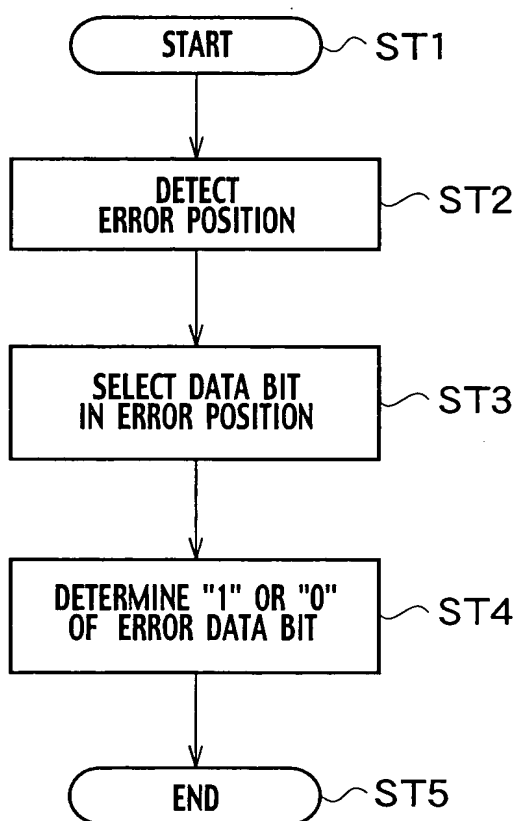 START
ST1
DETECT
ERROR POSITION
ST2
SELECT DATA BIT
IN ERROR POSITION
ST3
DETERMINE "1" OR "0"
OF ERROR DATA BIT
ST4
END
ST5